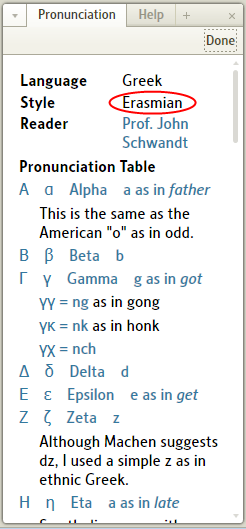 Pronunciation Help + ×
Done
Language Greek
Style Erasmian
Reader Prof. John
Schwandt
Pronunciation Table
Α α Alpha a as in father
This is the same as the
American "o" as in odd.
Β β Beta b
Γ γ Gamma g as in got
γγ = ng as in gong
γκ = nk as in honk
γχ = nch
Δ δ Delta d
Ε ε Epsilon e as in get
Ζ ζ Zeta z
Although Machen suggests
dz, I used a simple z as in
ethnic Greek.
Η η Eta a as in late